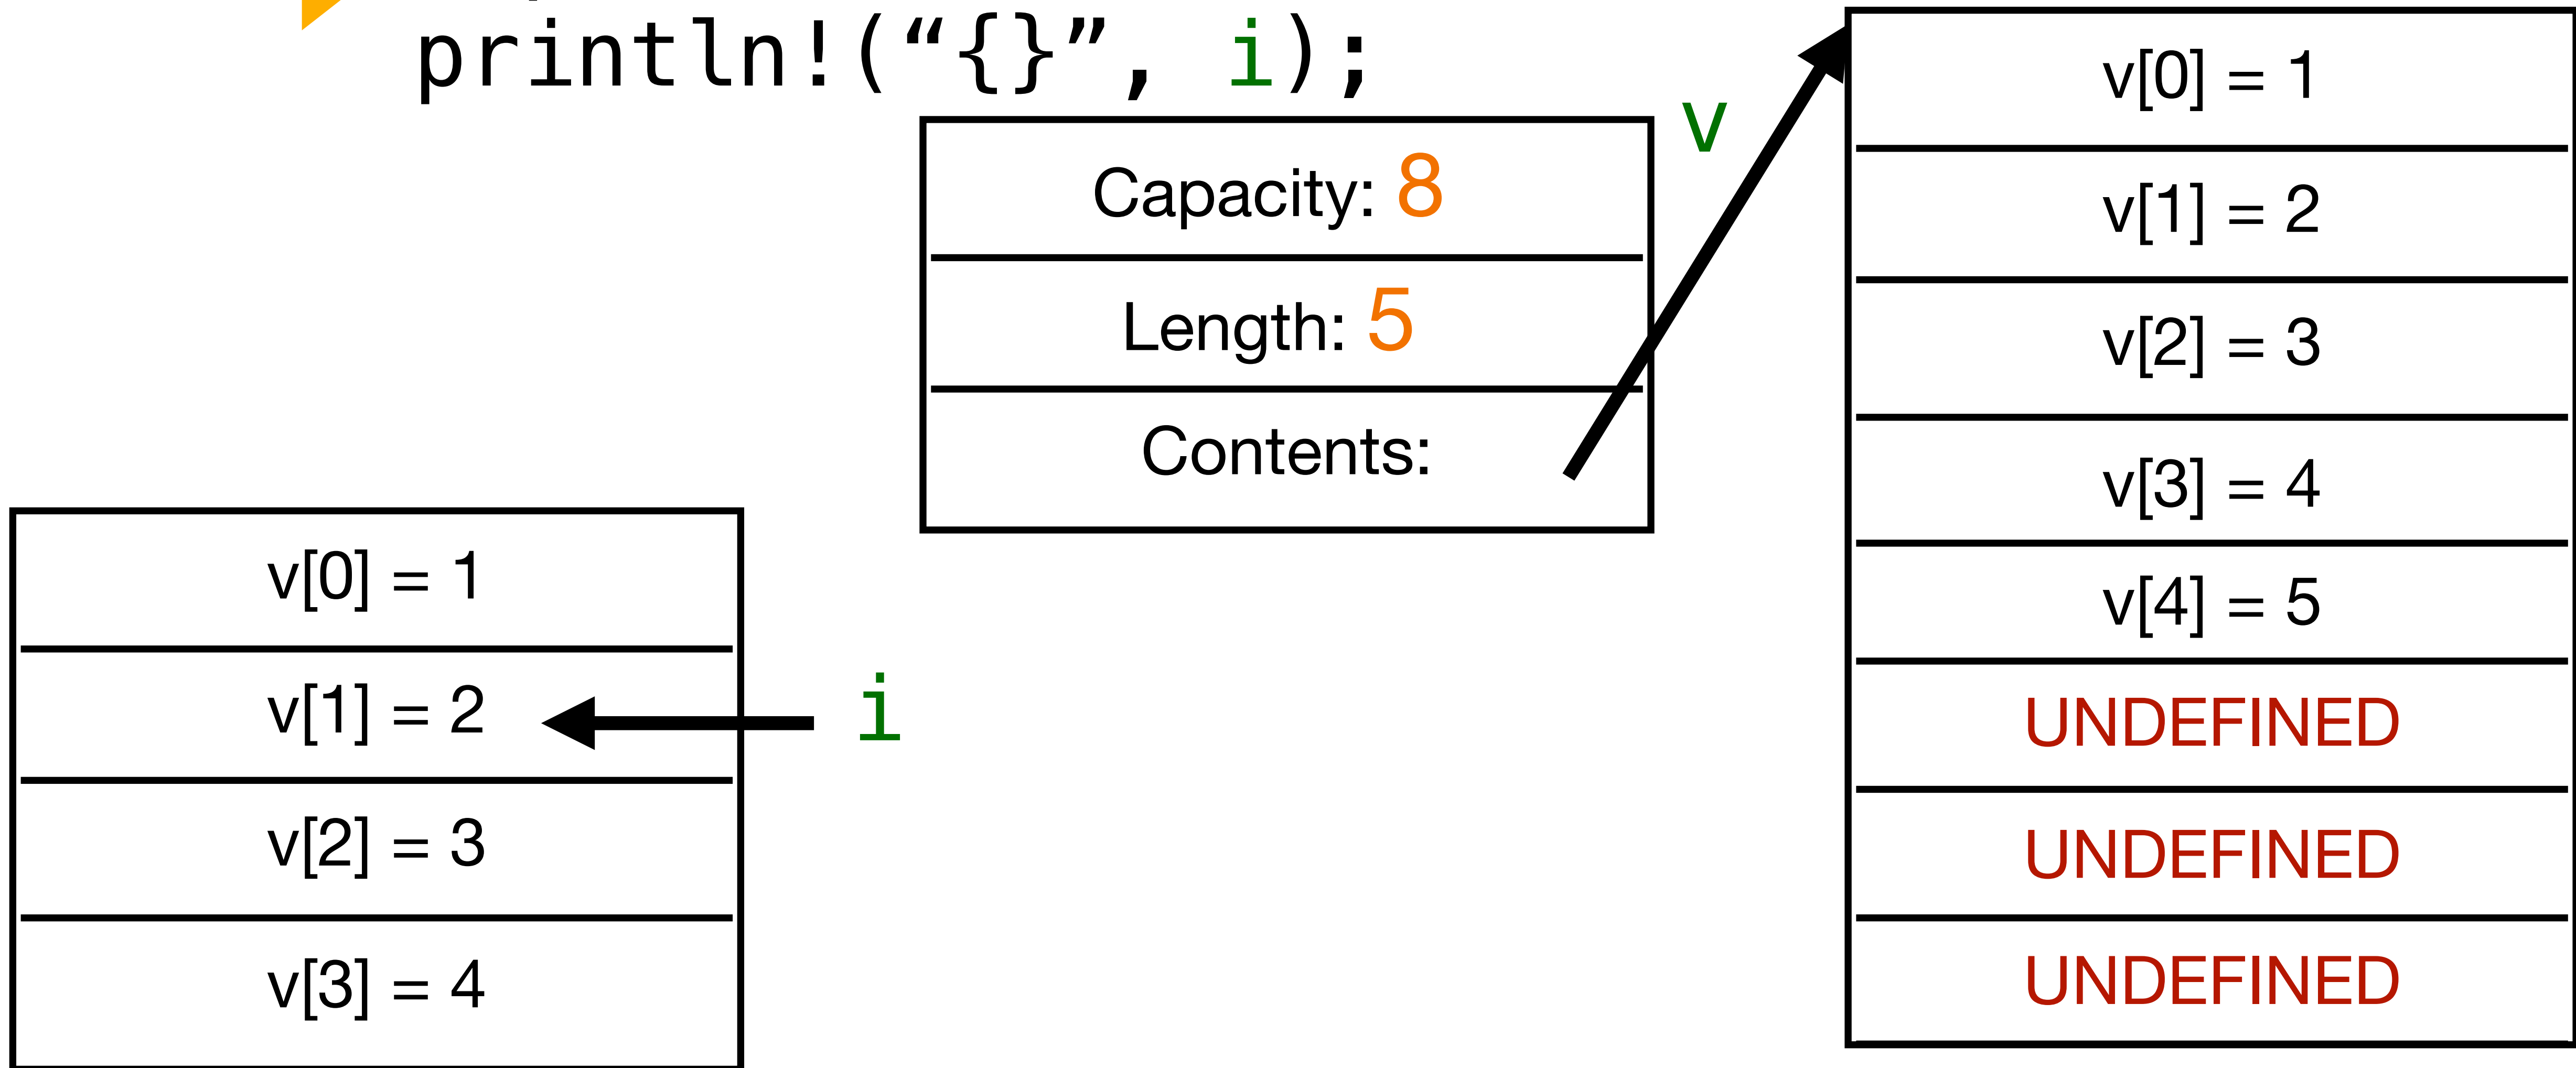 println!(“{}”, i);
v
Capacity: 8
Length: 5
Contents:
v[0] = 1
v[1] = 2
v[2] = 3
v[3] = 4
v[4] = 5
UNDEFINED
UNDEFINED
UNDEFINED
v[0] = 1
v[1] = 2
v[2] = 3
v[3] = 4
i